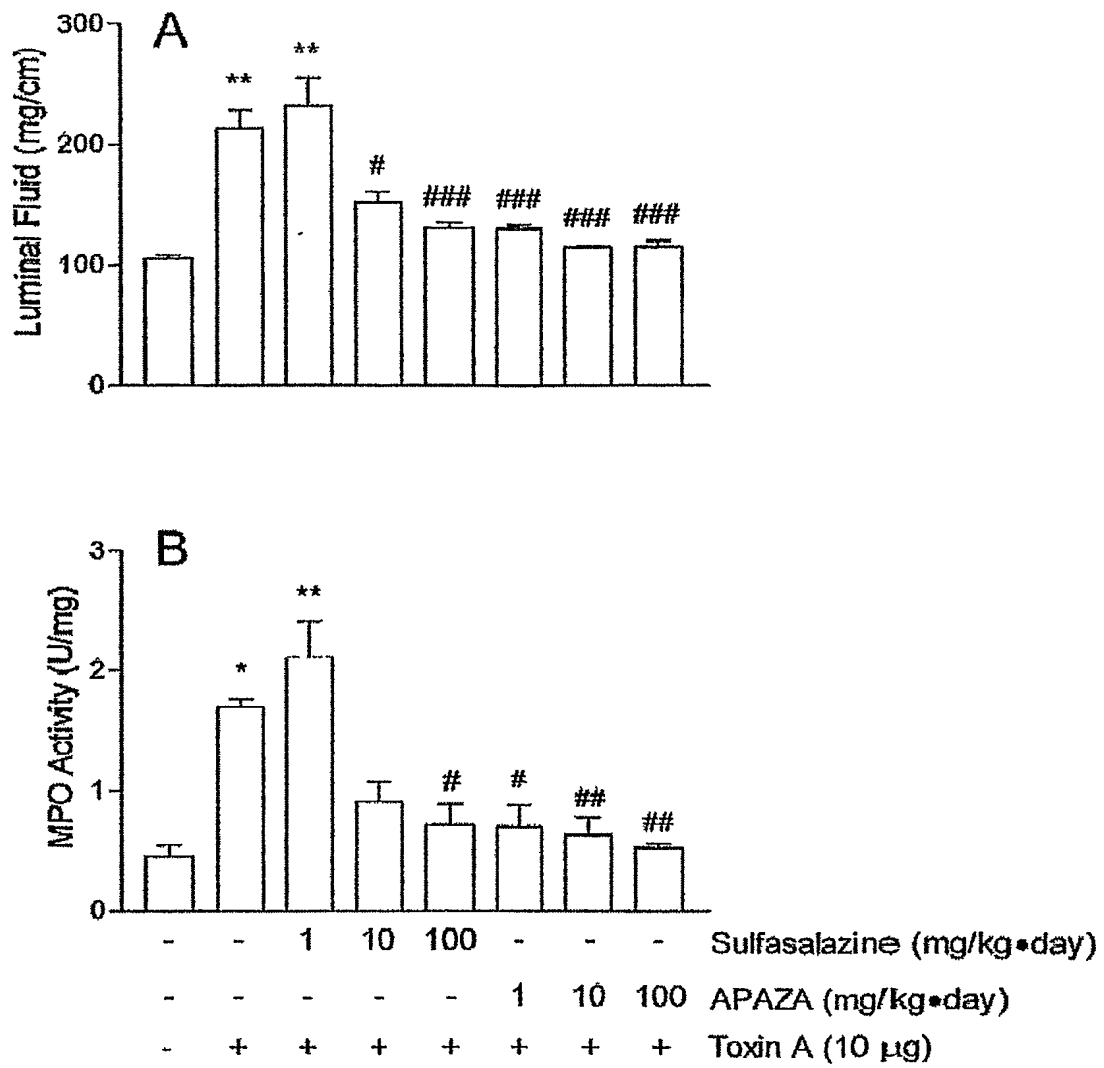 A
300
200
100
0
Luminal Fluid (mg/cm)
** ** # ### ### ### ###
B
3
2
1
0
MPO Activity (U/mg)
* ** # # ## ##
- - 1 10 100 - - - Sulfasalazine (mg/kg•day)
- - - - - 1 10 100 APAZA (mg/kg•day)
- + + + + + + + Toxin A (10 µg)